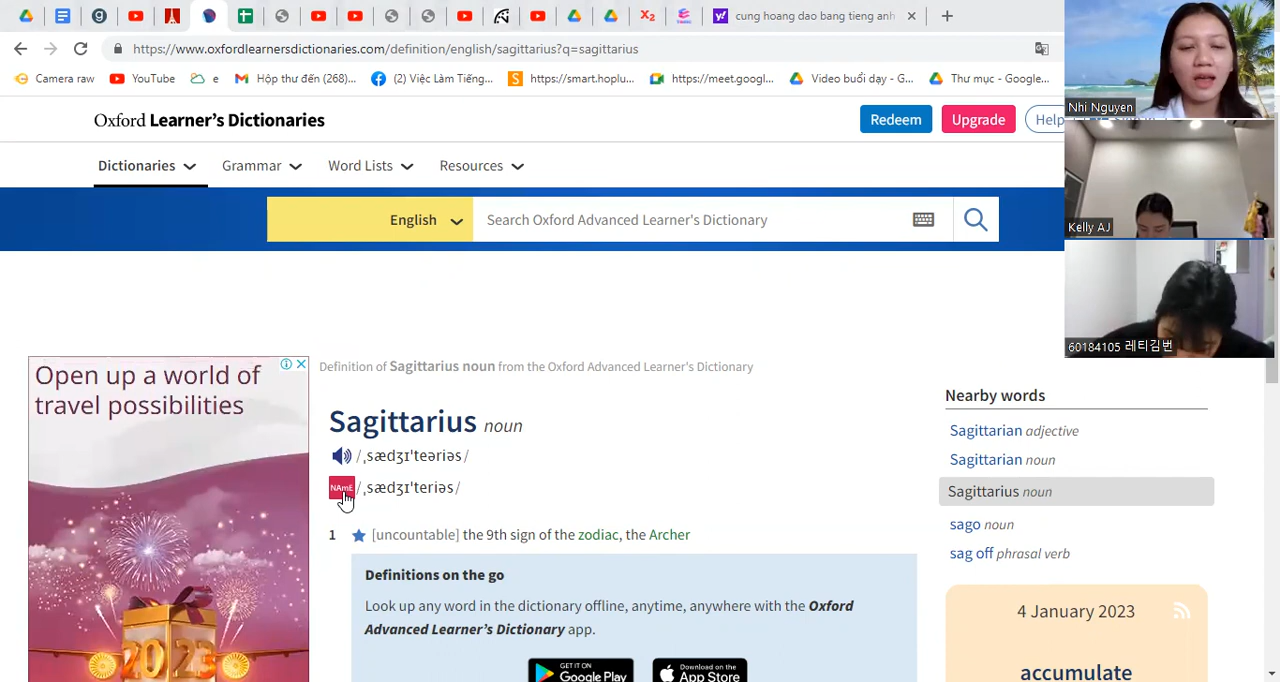 cung hoang dao bang tieng anh
https://www.oxfordlearnersdictionaries.com/definition/english/sagittarius?q=sagittarius
Camera raw YouTube e Hộp thư đến (268)... (2) Việc Làm Tiếng... https://smart.hoplu... https://meet.googl... Video buổi dạy - G... Thư mục - Google...
Nhi Nguyen
Oxford Learner's Dictionaries
Redeem
Upgrade
Help
Dictionaries Grammar Word Lists Resources
English
Search Oxford Advanced Learner's Dictionary
Kelly AJ
60184105 레티김번
Open up a world of
travel possibilities
2023
Definition of Sagittarius noun from the Oxford Advanced Learner's Dictionary
Sagittarius noun
/ˌsædʒɪˈteəriəs/
NAmE /ˌsædʒɪˈteriəs/
1 [uncountable] the 9th sign of the zodiac, the Archer
Definitions on the go
Look up any word in the dictionary offline, anytime, anywhere with the Oxford
Advanced Learner's Dictionary app.
GET IT ON
Google Play
Download on the
App Store
Nearby words
Sagittarian adjective
Sagittarian noun
Sagittarius noun
sago noun
sag off phrasal verb
4 January 2023
accumulate